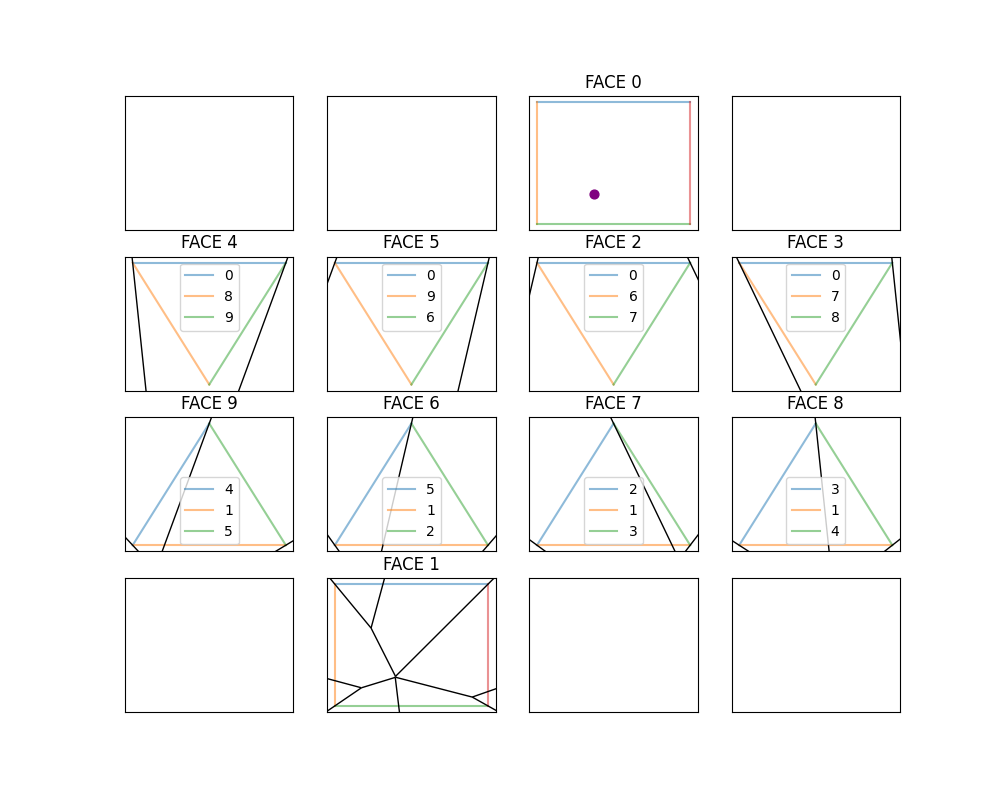 FACE 0
FACE 4 FACE 5 FACE 2 FACE 3
0 0 0 0
8 9 6 7
9 6 7 8
FACE 9 FACE 6 FACE 7 FACE 8
4 5 2 3
1 1 1 1
5 2 3 4
FACE 1